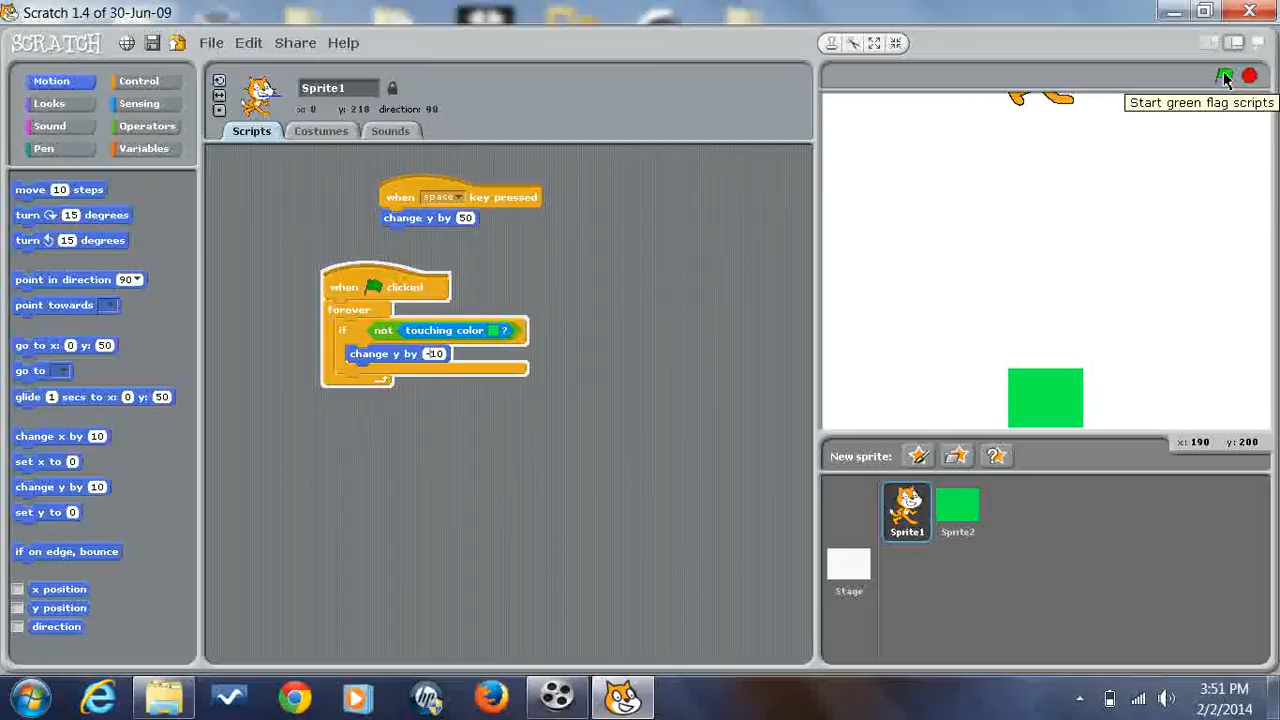 Scratch 1.4 of 30-Jun-09
SCRATCH
File Edit Share Help
Motion Control
Looks Sensing
Sound Operators
Pen Variables
move 10 steps
turn 15 degrees
turn 15 degrees
point in direction 90
point towards
go to x: 0 y: 50
go to
glide 1 secs to x: 0 y: 50
change x by 10
set x to 0
change y by 10
set y to 0
if on edge, bounce
x position
y position
direction
Sprite1
x: 0 y: 218 direction: 90
Scripts Costumes Sounds
when space key pressed
change y by 50
when clicked
forever
if not touching color ?
change y by -10
Start green flag scripts
x: 190 y: 200
New sprite:
Sprite1 Sprite2
Stage
3:51 PM
2/2/2014